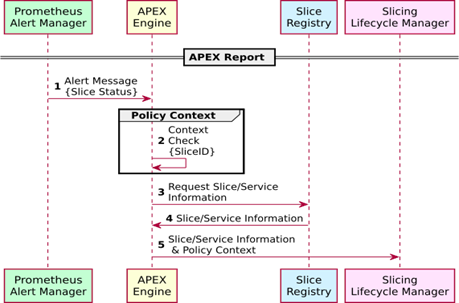 Prometheus
Alert Manager
APEX
Engine
Slice
Registry
Slicing
Lifecycle Manager
APEX Report
1 Alert Message
{Slice Status}
Policy Context
Context
2 Check
{SliceID}
3 Request Slice/Service
Information
4 Slice/Service Information
5 Slice/Service Information
& Policy Context
Prometheus
Alert Manager
APEX
Engine
Slice
Registry
Slicing
Lifecycle Manager